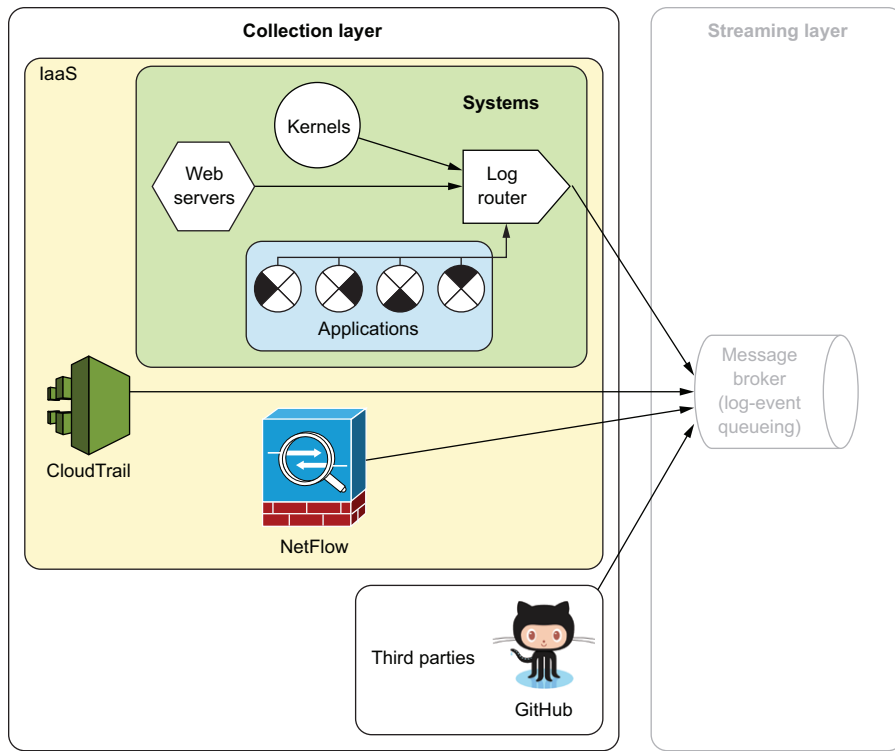 Collection layer
Streaming layer
IaaS
Systems
Kernels
Web
servers
Log
router
Applications
Message
broker
(log-event
queueing)
CloudTrail
NetFlow
Third parties
GitHub